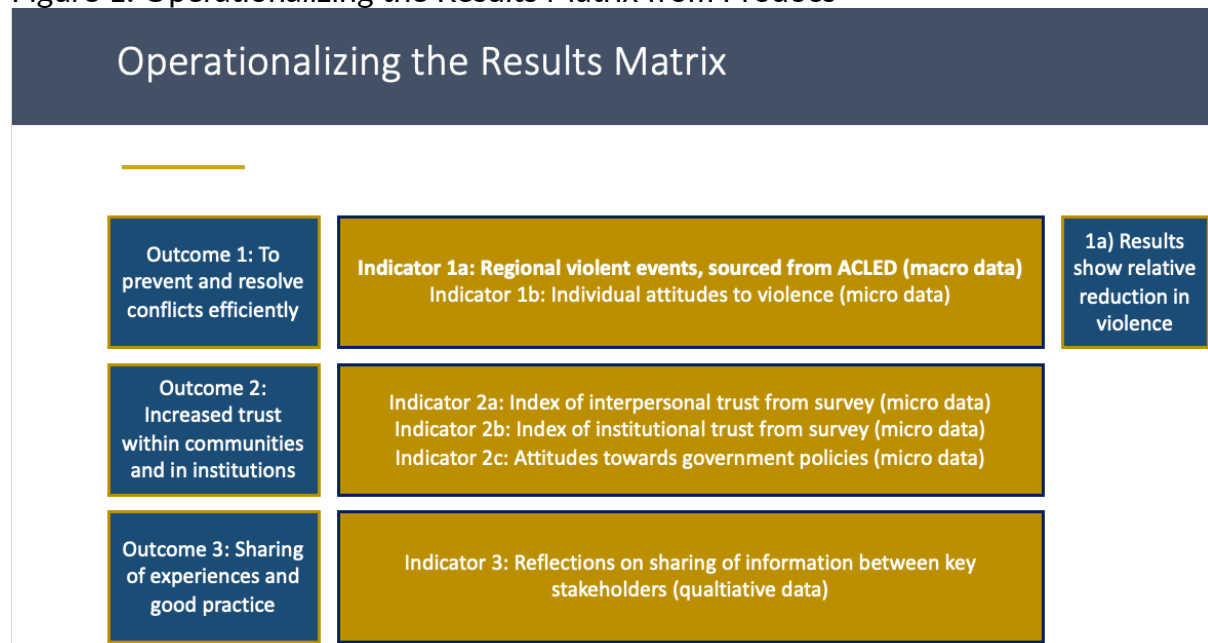 Operationalizing the Results Matrix
Outcome 1: To
prevent and resolve
conflicts efficiently
Indicator 1a: Regional violent events, sourced from ACLED (macro data)
Indicator 1b: Individual attitudes to violence (micro data)
1a) Results
show relative
reduction in
violence
Outcome 2:
Increased trust
within communities
and in institutions
Indicator 2a: Index of interpersonal trust from survey (micro data)
Indicator 2b: Index of institutional trust from survey (micro data)
Indicator 2c: Attitudes towards government policies (micro data)
Outcome 3: Sharing
of experiences and
good practice
Indicator 3: Reflections on sharing of information between key
stakeholders (qualtiative data)